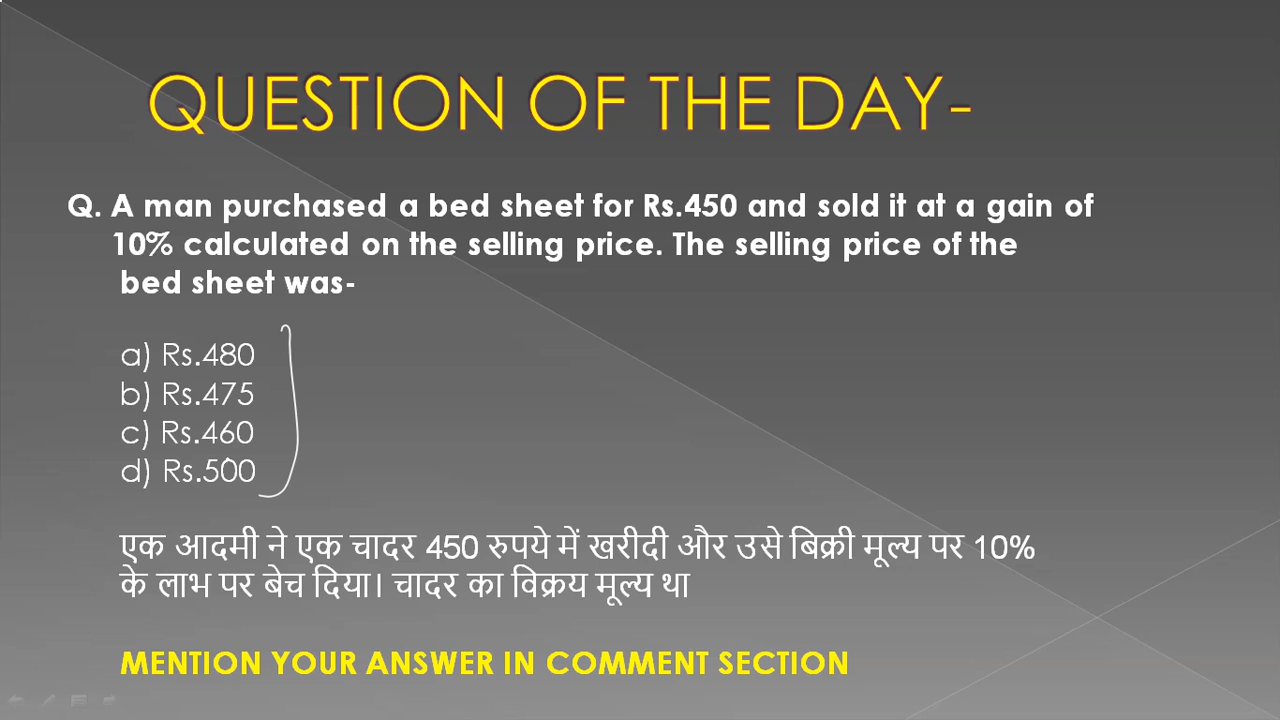 QUESTION OF THE DAY-
Q. A man purchased a bed sheet for Rs.450 and sold it at a gain of
10% calculated on the selling price. The selling price of the
bed sheet was-
a) Rs.480
b) Rs.475
c) Rs.460
d) Rs.500
एक आदमी ने एक चादर 450 रुपये में खरीदी और उसे बिक्री मूल्य पर 10%
के लाभ पर बेच दिया। चादर का विक्रय मूल्य था
MENTION YOUR ANSWER IN COMMENT SECTION